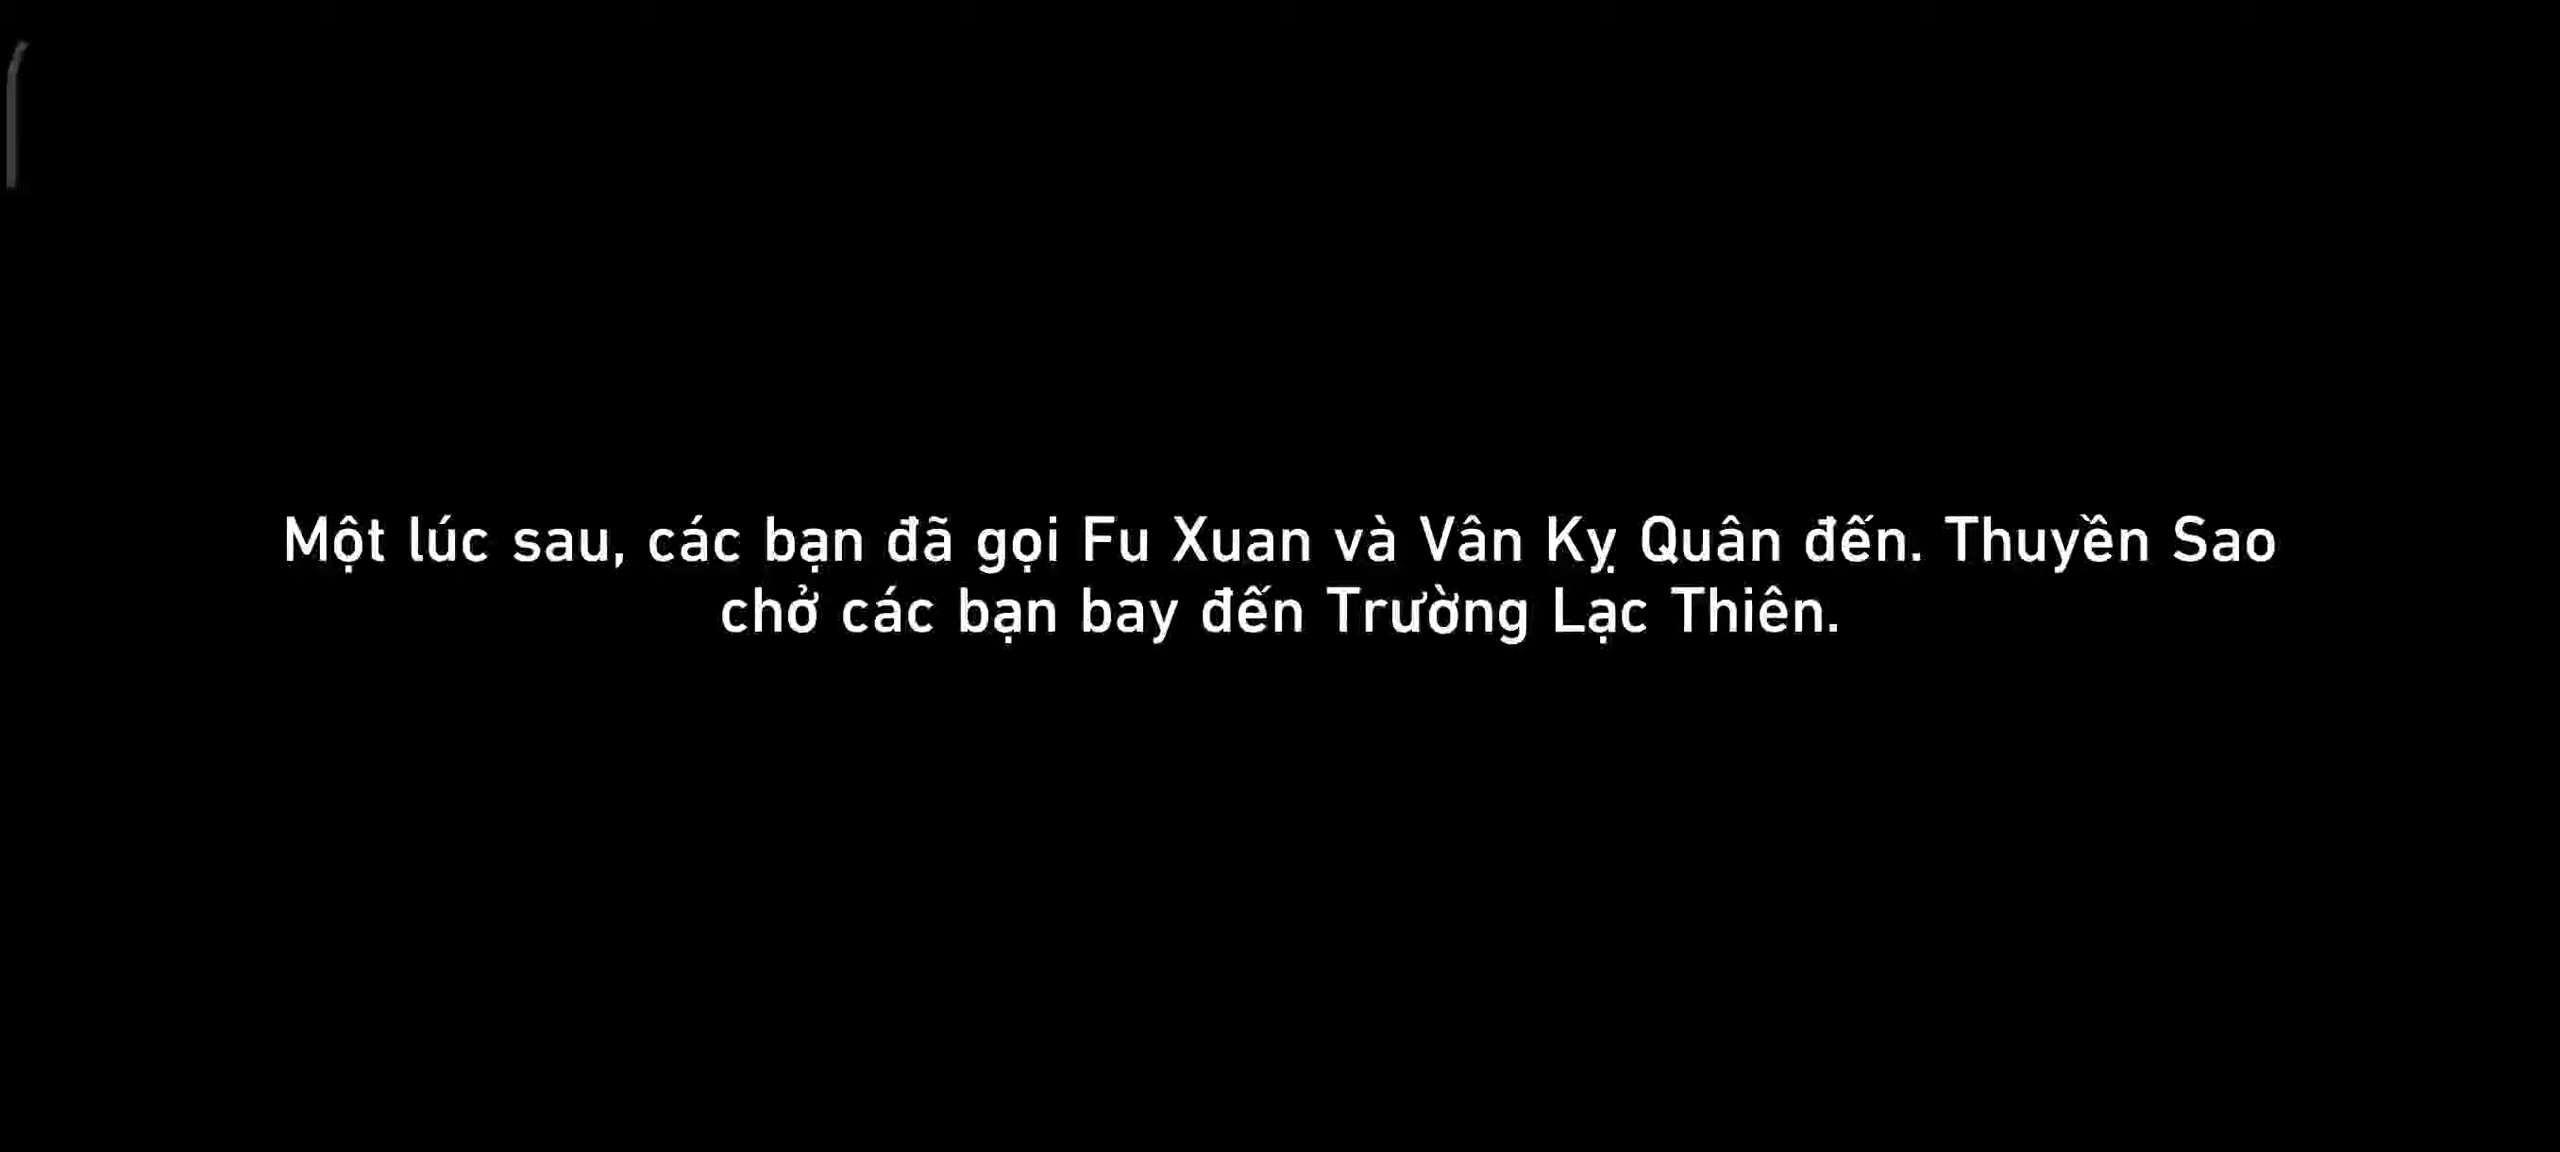 Một lúc sau, các bạn đã gọi Fu Xuan và Vân Kỵ Quân đến. Thuyền Sao
chở các bạn bay đến Trường Lạc Thiên.